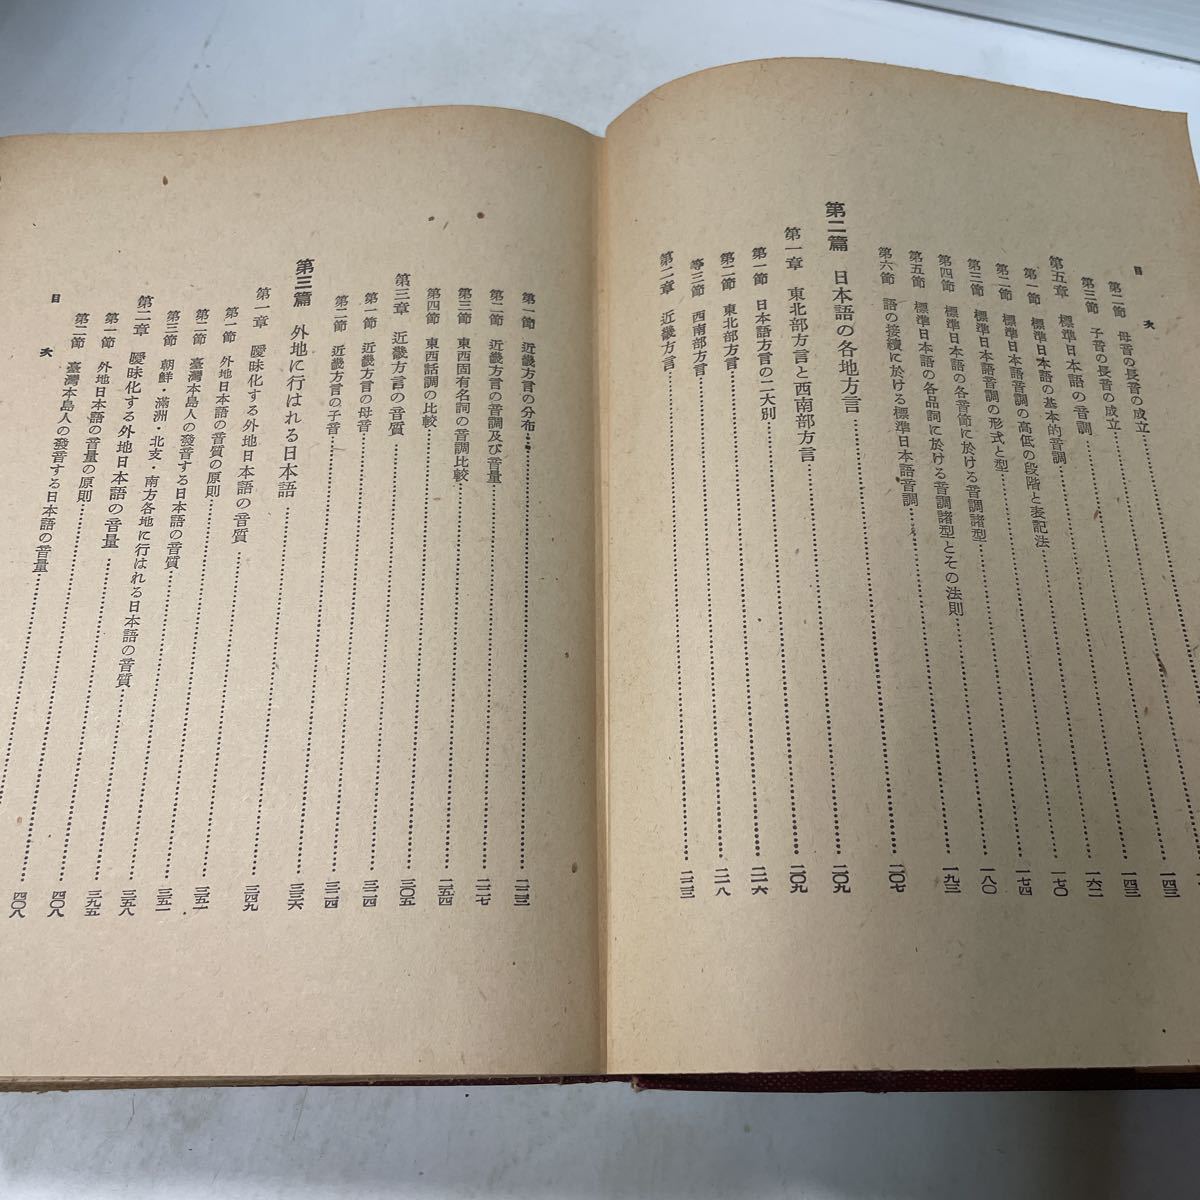 目次
第二節 母音の長音の成立
第三節 子音の長音の成立……一四三
第五章 標準日本語の音調……一四三
第一節 標準日本語の基本的音調……一六二
第二節 標準日本語音調の高低の段階と表記法……一七〇
第三節 標準日本語音調の形式と型……一七四
第四節 標準日本語の各音節に於ける音調諸型……一八〇
第五節 標準日本語の各品詞に於ける音調諸型とその法則……一九三
第六節 語の接續に於ける標準日本語音調……二〇七
第二篇 日本語の各地方言……二〇九
第一章 東北部方言と西南部方言……二〇九
第一節 日本語方言の二大別……二一六
第二節 東北部方言……二一八
等三節 西南部方言……二二三
第二章 近畿方言
第一節 近畿方言の分布……二二三
第二節 近畿方言の音調及び音量……二二七
第三節 東西固有名詞の音調比較……二五四
第四節 東西話調の比較……三〇五
第三章 近畿方言の音質……三二四
第一節 近畿方言の母音……三二四
第二節 近畿方言の子音……三三六
第三篇 外地に行はれる日本語……三四九
第一章 曖昧化する外地日本語の音質……三五一
第一節 外地日本語の音質の原則……三五一
第二節 臺灣本島人の發音する日本語の音質……三五八
第三節 朝鮮・滿洲・北支・南方各地に行はれる日本語の音質……三九五
第二章 曖昧化する外地日本語の音量……四〇八
第一節 外地日本語の音量の原則……四〇八
第二節 臺灣本島人の發音する日本語の音量
目次